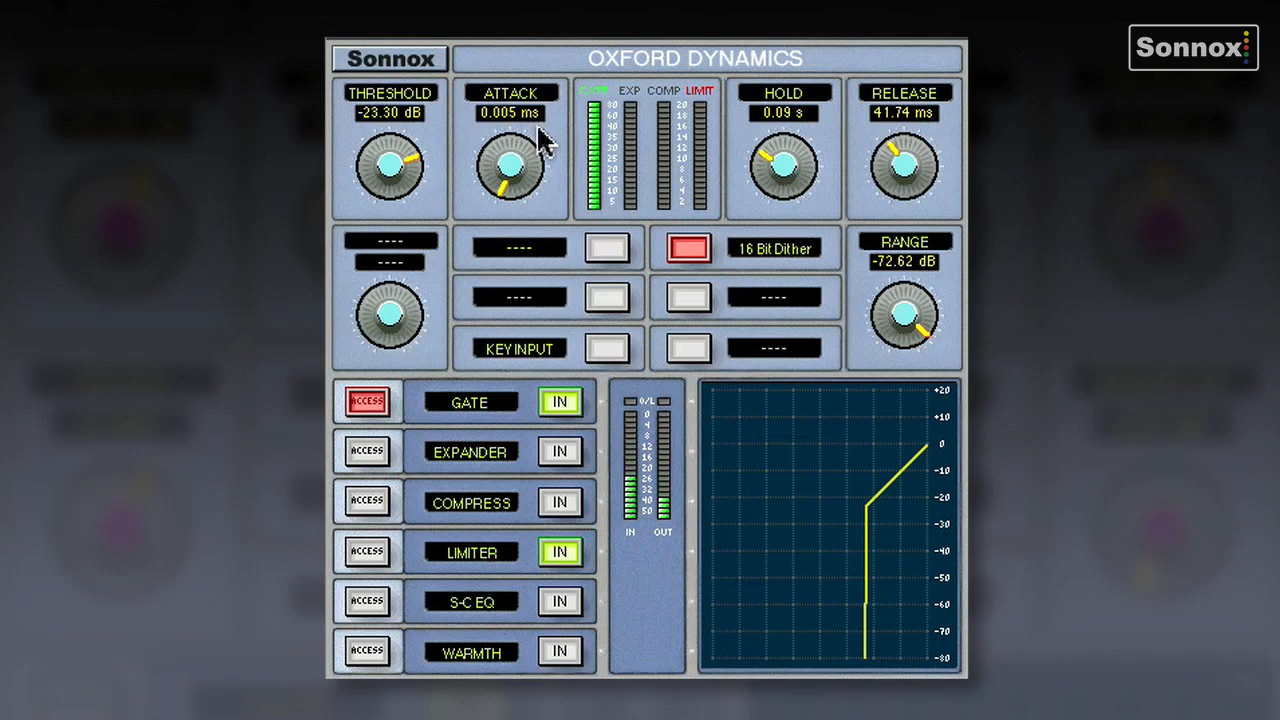 Sonnox
Sonnox
OXFORD DYNAMICS
THRESHOLD
-23.30 dB
ATTACK
0.005 ms
GATE EXP COMP LIMIT
80 20
60 18
40 16
35 14
30 12
25 10
20 8
15 6
10 4
5 2
HOLD
0.09 s
RELEASE
41.74 ms
----
----
----
16 Bit Dither
RANGE
-72.62 dB
----
----
KEY INPUT
----
ACCESS GATE IN
ACCESS EXPANDER IN
ACCESS COMPRESS IN
ACCESS LIMITER IN
ACCESS S-C EQ IN
ACCESS WARMTH IN
O/L
0
4
8
12
16
20
26
32
40
50
IN OUT
+20
+10
0
-10
-20
-30
-40
-50
-60
-70
-80